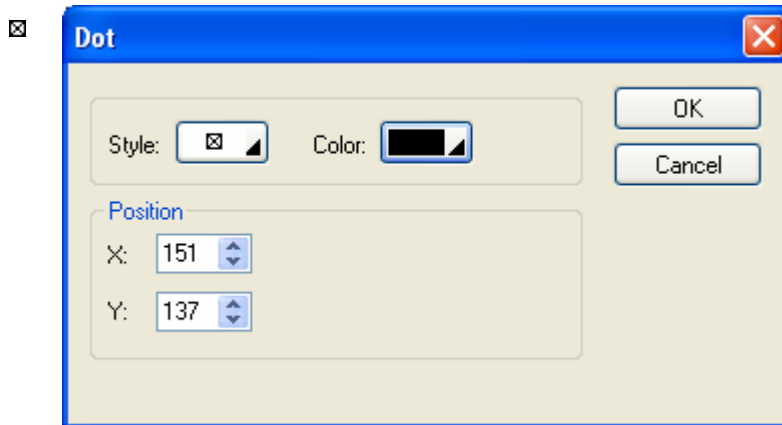 Dot
Style: Color:
OK
Cancel
Position
X: 151
Y: 137